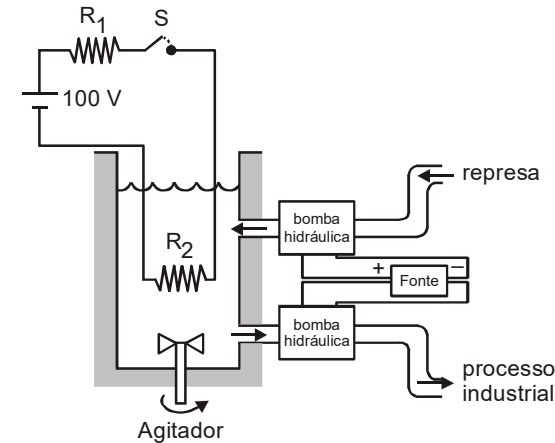 R1
S
100 V
represa
bomba
hidráulica
R2
+
Fonte
–
bomba
hidráulica
processo
industrial
Agitador